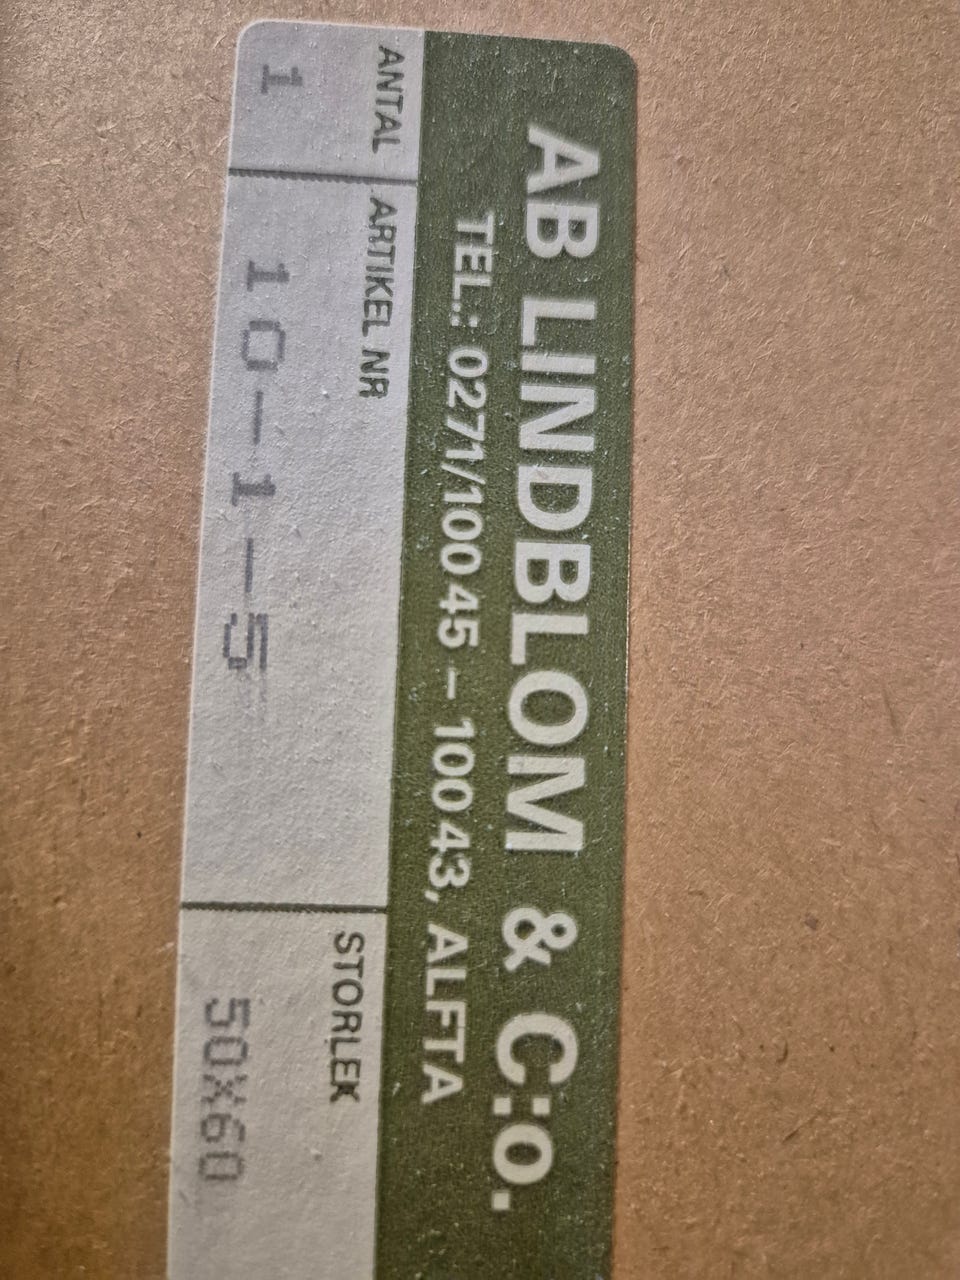 AB LINDBLOM & C:o.
TEL.: 0271/100 45 – 100 43, ALFTA
ANTAL ARTIKEL NR STORLEK
1 10-1-5 50X60